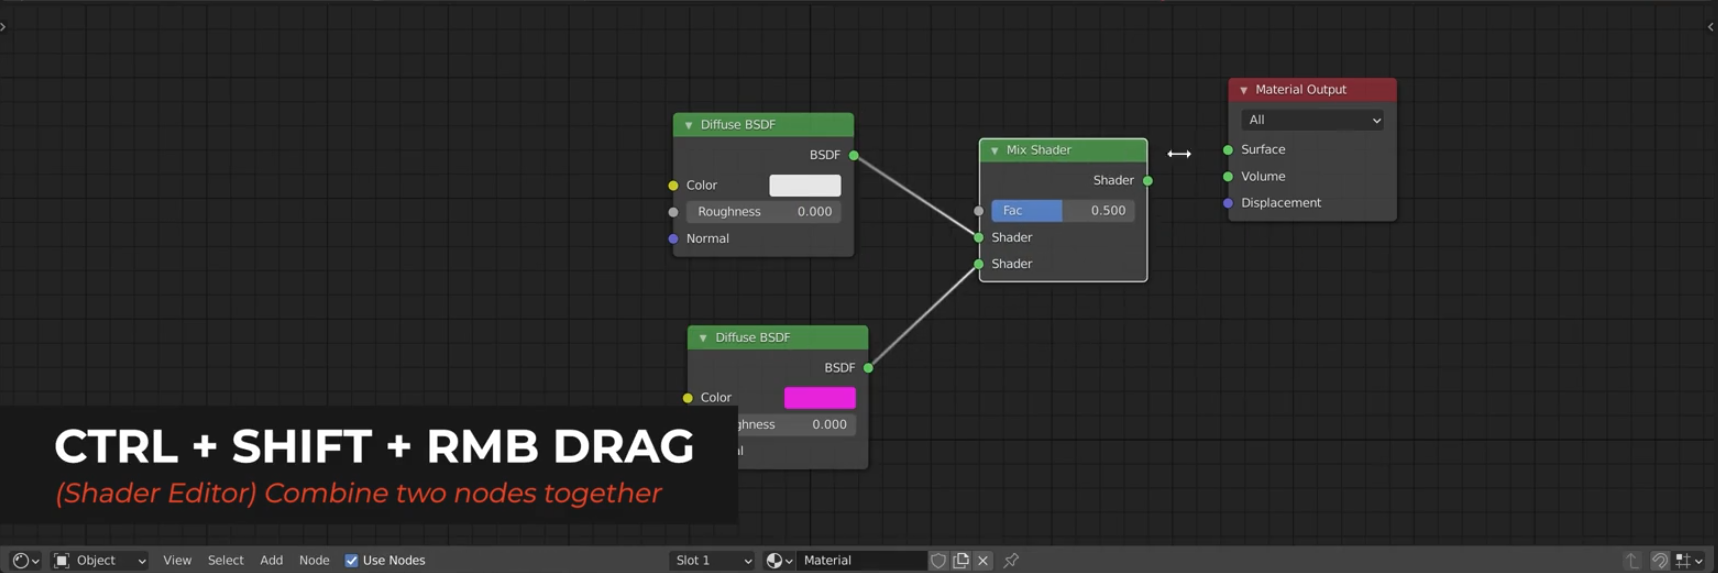 Diffuse BSDF
BSDF
Color
Roughness 0.000
Normal
Mix Shader
Shader
Fac 0.500
Shader
Shader
Material Output
All
Surface
Volume
Displacement
Diffuse BSDF
BSDF
Color
ghness 0.000
al
CTRL + SHIFT + RMB DRAG
(Shader Editor) Combine two nodes together
Object View Select Add Node Use Nodes Slot 1 Material